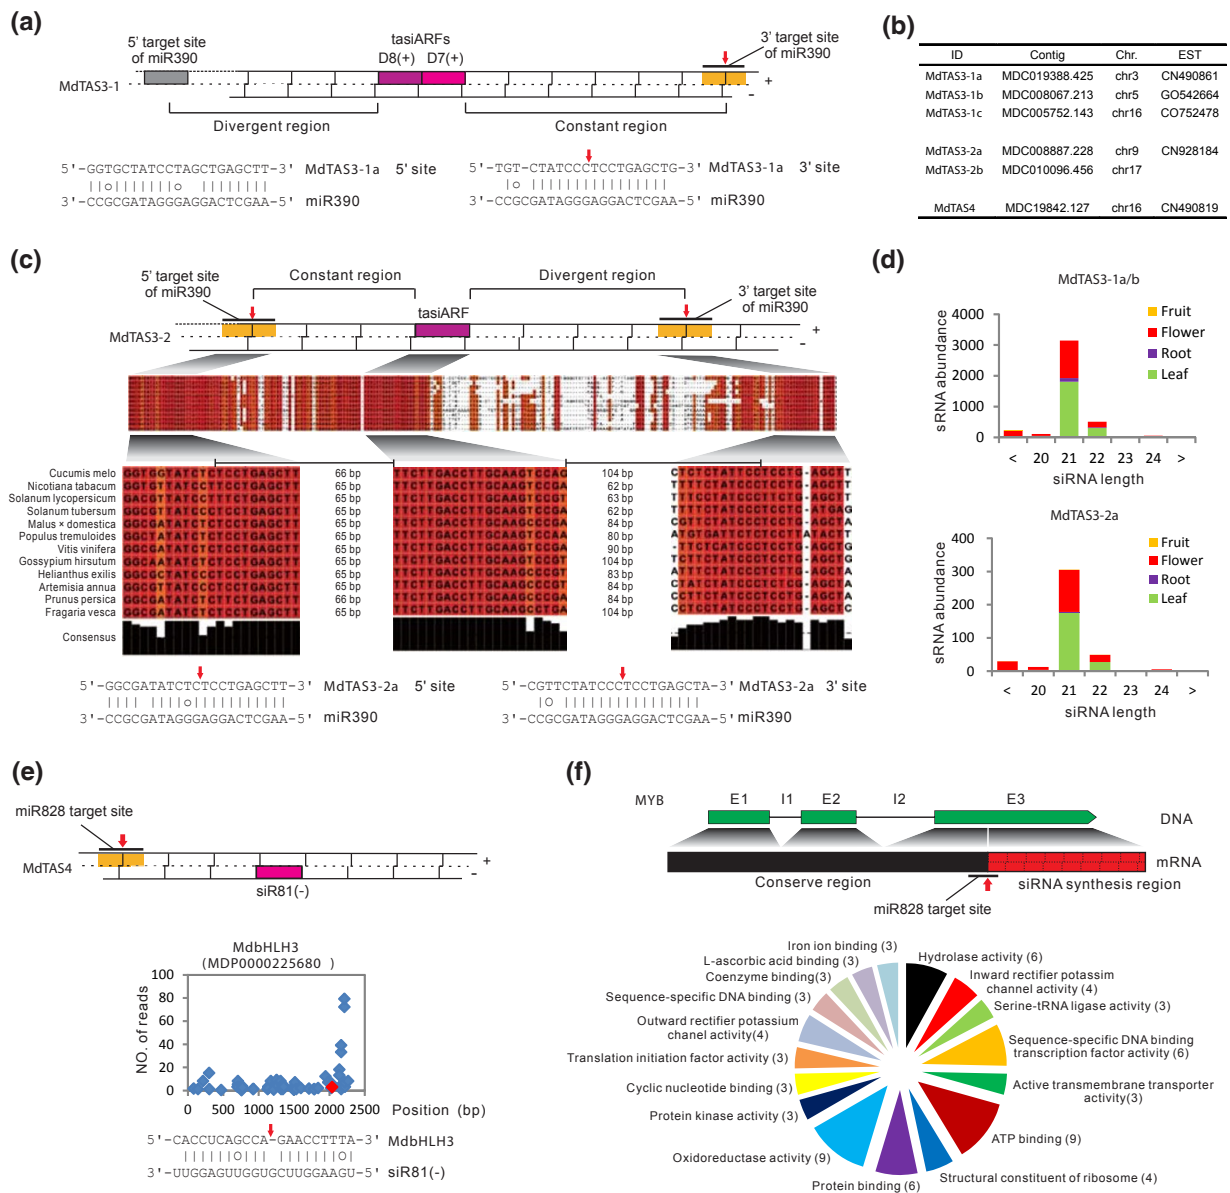 (a)
5' target site
of miR390
tasiARFs
D8(+) D7(+)
3' target site
of miR390
MdTAS3-1
+
-
Divergent region
Constant region
5'-GGTGCTATCCTAGCTGAGCTT-3' MdTAS3-1a 5' site
3'-CCGCGATAGGGAGGACTCGAA-5' miR390
5'-TGT-CTATCCCTCCTGAGCTG-3' MdTAS3-1a 3' site
3'-CCGCGATAGGGAGGACTCGAA-5' miR390
(b)
ID Contig Chr. EST
MdTAS3-1a MDC019388.425 chr3 CN490861
MdTAS3-1b MDC008067.213 chr5 GO542664
MdTAS3-1c MDC005752.143 chr16 CO752478
MdTAS3-2a MDC008887.228 chr9 CN928184
MdTAS3-2b MDC010096.456 chr17
MdTAS4 MDC19842.127 chr16 CN490819
(c)
5' target site
of miR390
Constant region
Divergent region
3' target site
of miR390
tasiARF
MdTAS3-2
+
-
Cucumis melo GGTGGTATCTCTCCTGAGCTT 66 bp TTCTTGACCTTGCAAGTCCAG 104 bp
Nicotiana tabacum 65 bp 62 bp
Solanum lycopersicum 65 bp 63 bp
Solanum tubersum 65 bp 62 bp
Malus × domestica 65 bp 84 bp
Populus tremuloides 65 bp 80 bp
Vitis vinifera 65 bp 90 bp
Gossypium hirsutum 65 bp 104 bp
Helianthus exilis 65 bp 83 bp
Artemisia annua 65 bp 84 bp
Prunus persica 66 bp 84 bp
Fragaria vesca 65 bp 104 bp
Consensus
5'-GGCGATATCTCTCCTGAGCTT-3' MdTAS3-2a 5' site
3'-CCGCGATAGGGAGGACTCGAA-5' miR390
5'-CGTTCTATCCCTCCTGAGCTA-3' MdTAS3-2a 3' site
3'-CCGCGATAGGGAGGACTCGAA-5' miR390
(d)
MdTAS3-1a/b
sRNA abundance
4000
3000
2000
1000
0
Fruit
Flower
Root
Leaf
< 20 21 22 23 24 >
siRNA length
MdTAS3-2a
sRNA abundance
400
300
200
100
0
Fruit
Flower
Root
Leaf
< 20 21 22 23 24 >
siRNA length
(e)
miR828 target site
MdTAS4
+
-
siR81(-)
MdbHLH3
(MDP0000225680 )
NO. of reads
100
80
60
40
20
0
0 500 1000 1500 2000 2500
Position (bp)
5'-CACCUCAGCCA-GAACCTTTA-3' MdbHLH3
3'-UUGGAGUUGGUGCUUGGAAGU-5' siR81(-)
(f)
MYB
E1 I1 E2 I2 E3
DNA
mRNA
Conserve region
siRNA synthesis region
miR828 target site
Iron ion binding (3)
L-ascorbic acid binding (3)
Coenzyme binding(3)
Sequence-specific DNA binding (3)
Outward rectifier potassium
chanel activity(4)
Translation initiation factor activity (3)
Cyclic nucleotide binding (3)
Protein kinase activity (3)
Oxidoreductase activity (9)
Protein binding (6)
Hydrolase activity (6)
Inward rectifier potassim
channel activity (4)
Serine-tRNA ligase activity (3)
Sequence-specific DNA binding
transcription factor activity (6)
Active transmembrane transporter
activity(3)
ATP binding (9)
Structural constituent of ribosome (4)